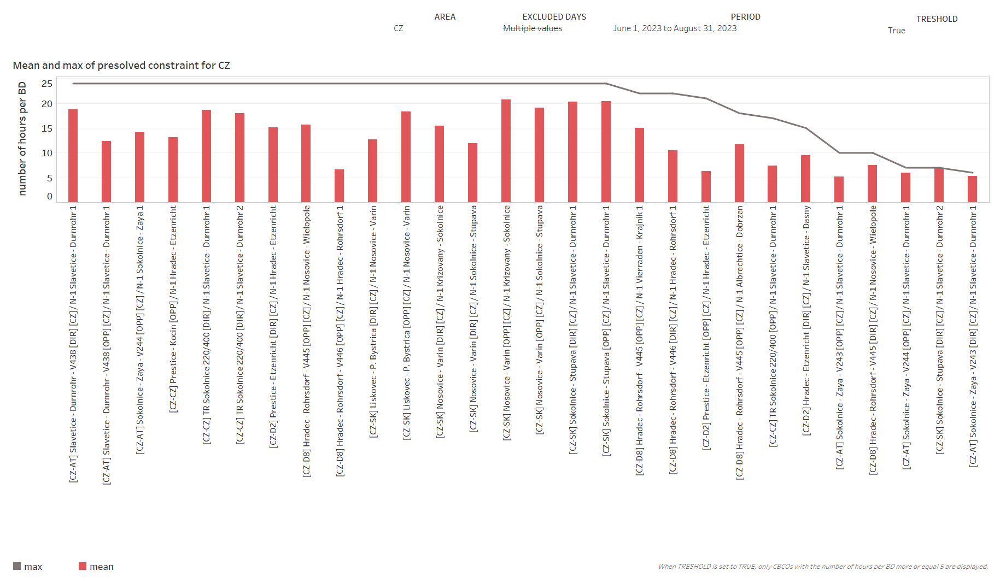 AREA
EXCLUDED DAYS
PERIOD
TRESHOLD
CZ
Multiple values
June 1, 2023 to August 31, 2023
True
Mean and max of presolved constraint for CZ
number of hours per BD
25
20
15
10
5
0
[CZ-AT] Slavetice - Durnrohr - V438 [DIR] [CZ] / N-1 Slavetice - Durnrohr 1
[CZ-AT] Slavetice - Durnrohr - V438 [OPP] [CZ] / N-1 Slavetice - Durnrohr 1
[CZ-AT] Sokolnice - Zaya - V244 [OPP] [CZ] / N-1 Sokolnice - Zaya 1
[CZ-CZ] Prestice - Kocin [OPP] / N-1 Hradec - Etzenricht
[CZ-CZ] TR Sokolnice 220/400 [DIR] / N-1 Slavetice - Durnrohr 1
[CZ-CZ] TR Sokolnice 220/400 [DIR] / N-1 Slavetice - Durnrohr 2
[CZ-D2] Prestice - Etzenricht [DIR] [CZ] / N-1 Hradec - Etzenricht
[CZ-D8] Hradec - Rohrsdorf - V445 [OPP] [CZ] / N-1 Nosovice - Wielopole
[CZ-D8] Hradec - Rohrsdorf - V446 [OPP] [CZ] / N-1 Hradec - Rohrsdorf 1
[CZ-SK] Liskovec - P. Bystrica [DIR] [CZ] / N-1 Nosovice - Varin
[CZ-SK] Liskovec - P. Bystrica [OPP] [CZ] / N-1 Nosovice - Varin
[CZ-SK] Nosovice - Varin [DIR] [CZ] / N-1 Krizovany - Sokolnice
[CZ-SK] Nosovice - Varin [DIR] [CZ] / N-1 Sokolnice - Stupava
[CZ-SK] Nosovice - Varin [OPP] [CZ] / N-1 Krizovany - Sokolnice
[CZ-SK] Nosovice - Varin [OPP] [CZ] / N-1 Sokolnice - Stupava
[CZ-SK] Sokolnice - Stupava [DIR] [CZ] / N-1 Slavetice - Durnrohr 1
[CZ-SK] Sokolnice - Stupava [OPP] [CZ] / N-1 Slavetice - Durnrohr 1
[CZ-D8] Hradec - Rohrsdorf - V445 [OPP] [CZ] / N-1 Vierraden - Krajnik 1
[CZ-D8] Hradec - Rohrsdorf - V446 [DIR] [CZ] / N-1 Hradec - Rohrsdorf 1
[CZ-D2] Prestice - Etzenricht [OPP] [CZ] / N-1 Hradec - Etzenricht
[CZ-D8] Hradec - Rohrsdorf - V445 [OPP] [CZ] / N-1 Albrechtice - Dobrzen
[CZ-CZ] TR Sokolnice 220/400 [OPP] / N-1 Slavetice - Durnrohr 1
[CZ-D2] Hradec - Etzenricht [DIR] [CZ] / N-1 Slavetice - Dasny
[CZ-AT] Sokolnice - Zaya - V243 [OPP] [CZ] / N-1 Slavetice - Durnrohr 1
[CZ-D8] Hradec - Rohrsdorf - V445 [DIR] [CZ] / N-1 Nosovice - Wielopole
[CZ-AT] Sokolnice - Zaya - V244 [OPP] [CZ] / N-1 Slavetice - Durnrohr 1
[CZ-SK] Sokolnice - Stupava [DIR] [CZ] / N-1 Slavetice - Durnrohr 2
[CZ-AT] Sokolnice - Zaya - V243 [DIR] [CZ] / N-1 Slavetice - Durnrohr 1
max
mean
When TRESHOLD is set to TRUE, only CBCOs with the number of hours per BD more or equal 5 are displayed.